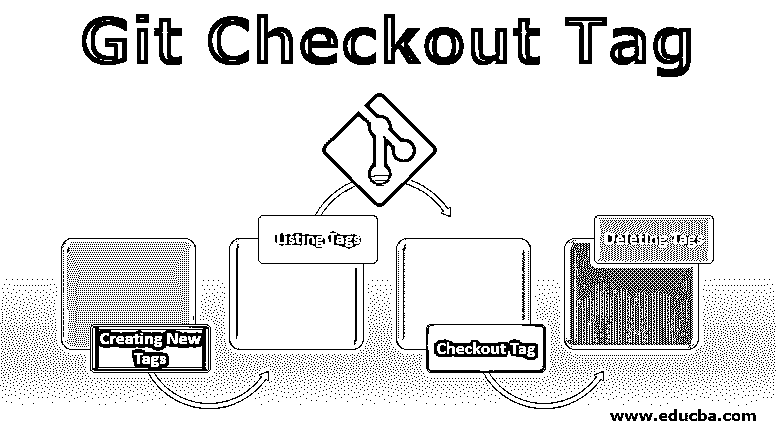 Git Checkout Tag
Listing Tags
Deleting Tags
Creating New
Tags
Checkout Tag
www.educba.com